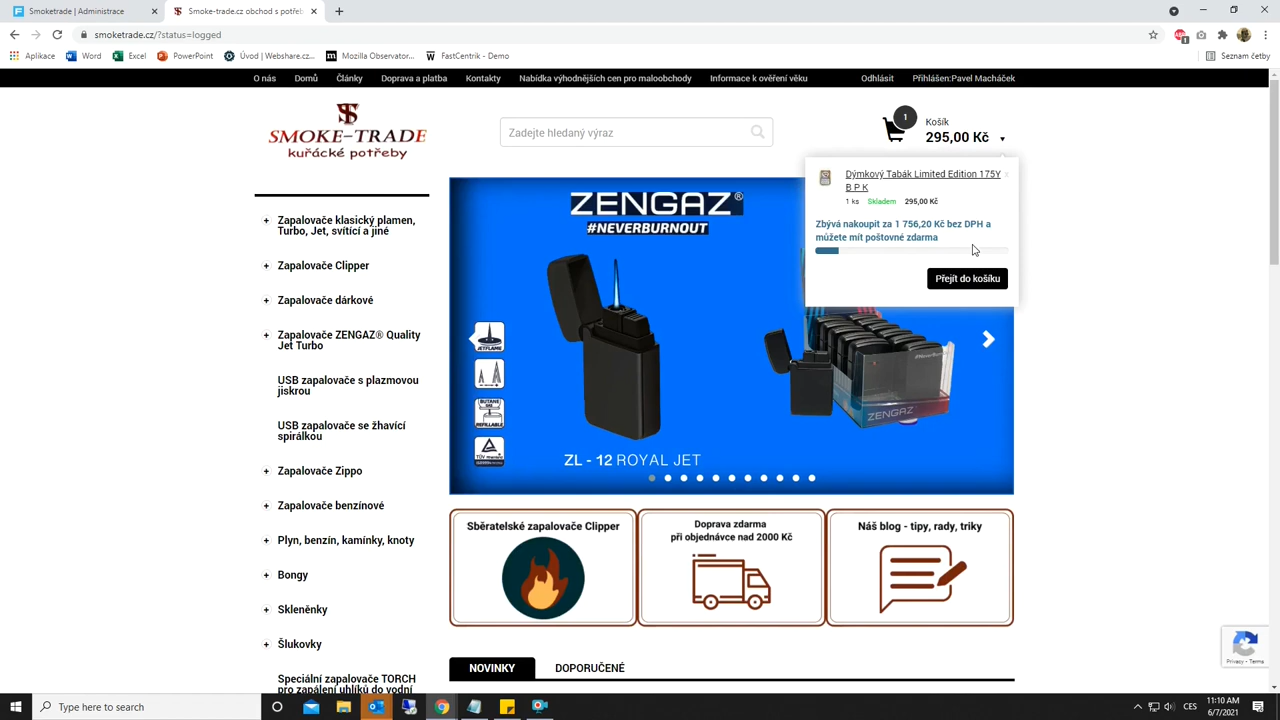 Smoketrade | Administrace
Smoke-trade.cz obchod s potřeb
smoketrade.cz/?status=logged
Aplikace
Word
Excel
PowerPoint
Úvod | Webshare.cz...
Mozilla Observator...
FastCentrik - Demo
Seznam četby
O nás
Domů
Články
Doprava a platba
Kontakty
Nabídka výhodnějších cen pro maloobchody
Informace k ověření věku
Odhlásit
Přihlášen:Pavel Macháček
SMOKE-TRADE
kuřácké potřeby
Zadejte hledaný výraz
1
Košík
295,00 Kč
Dýmkový Tabák Limited Edition 175Y
B P K
x
1 ks Skladem 295,00 Kč
Zbývá nakoupit za 1 756,20 Kč bez DPH a
můžete mít poštovné zdarma
Přejít do košíku
+ Zapalovače klasický plamen,
Turbo, Jet, svítící a jiné
+ Zapalovače Clipper
+ Zapalovače dárkové
+ Zapalovače ZENGAZ® Quality
Jet Turbo
USB zapalovače s plazmovou
jiskrou
USB zapalovače se žhavící
spirálkou
+ Zapalovače Zippo
+ Zapalovače benzínové
+ Plyn, benzín, kamínky, knoty
+ Bongy
+ Skleněnky
+ Šlukovky
Speciální zapalovače TORCH
pro zapálení uhlíků do vodní
ZENGAZ®
#NEVERBURNOUT
JETFLAME
BUTANE
REFILLABLE
TÜV
ZENGAZ
ZL - 12 ROYAL JET
Sběratelské zapalovače Clipper
Doprava zdarma
při objednávce nad 2000 Kč
Náš blog - tipy, rady, triky
NOVINKY
DOPORUČENÉ
Privacy - Terms
Type here to search
CES
11:10 AM
6/7/2021